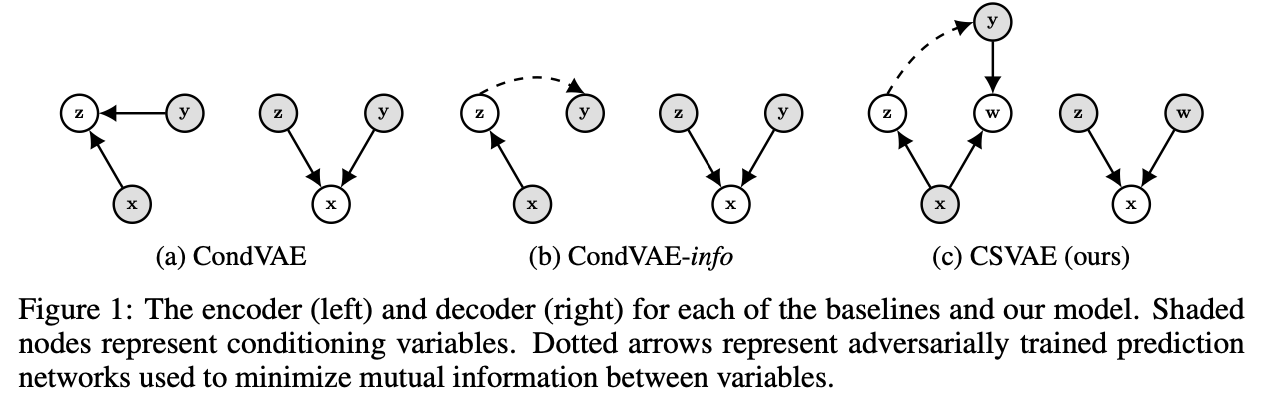 y
z y z y z y z y z w z w
x x x x x x
(a) CondVAE (b) CondVAE-info (c) CSVAE (ours)
Figure 1: The encoder (left) and decoder (right) for each of the baselines and our model. Shaded
nodes represent conditioning variables. Dotted arrows represent adversarially trained prediction
networks used to minimize mutual information between variables.